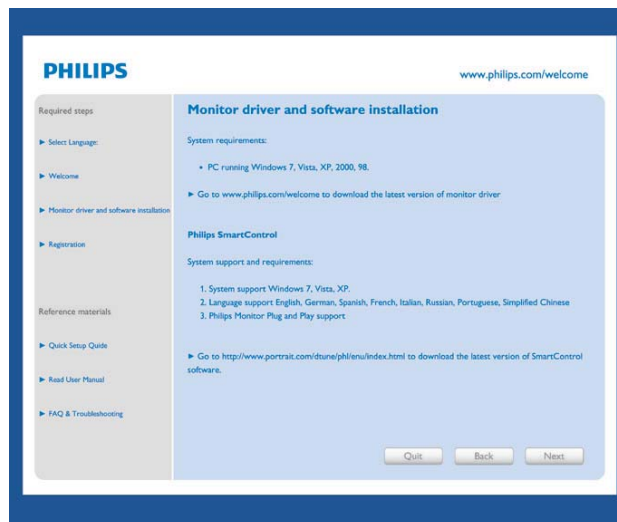 PHILIPS
www.philips.com/welcome
Required steps
► Select Language:
► Welcome
► Monitor driver and software installation
► Registration
Reference materials
► Quick Setup Quide
► Read User Manual
► FAQ & Troubleshooting
Monitor driver and software installation
System requirements:
• PC running Windows 7, Vista, XP, 2000, 98.
► Go to www.philips.com/welcome to download the latest version of monitor driver
Philips SmartControl
System support and requirements:
1. System support Windows 7, Vista, XP.
2. Language support English, German, Spanish, French, Italian, Russian, Portuguese, Simplified Chinese
3. Philips Monitor Plug and Play support
► Go to http://www.portrait.com/dtune/phl/enu/index.html to download the latest version of SmartControl
software.
Quit
Back
Next